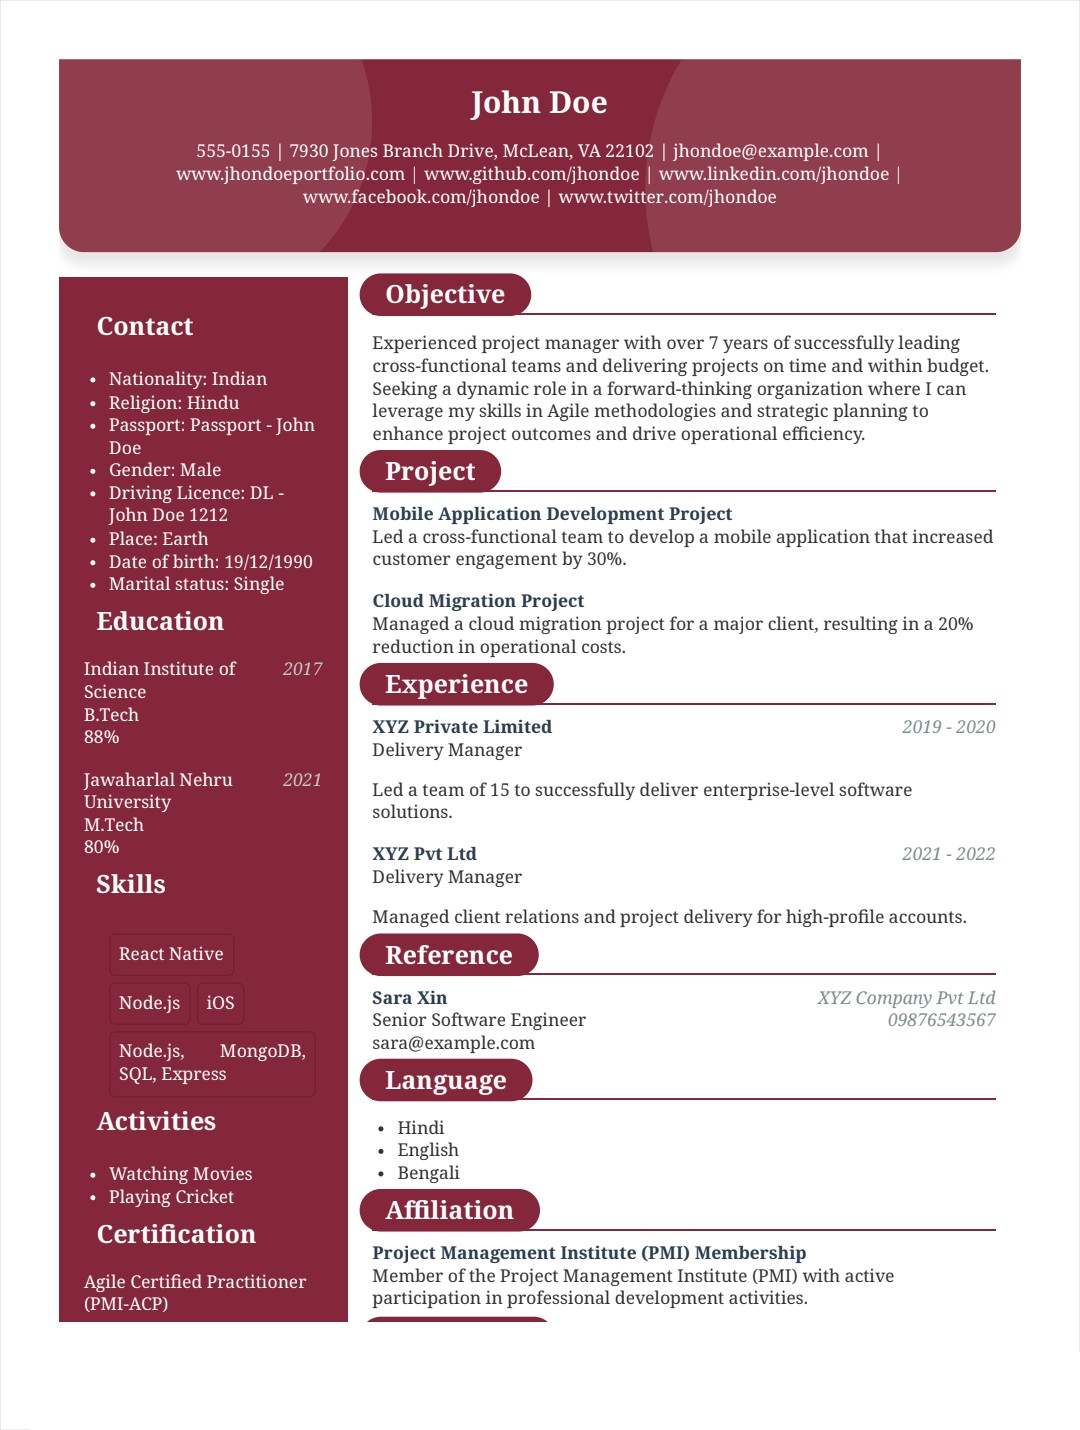 John Doe
555-0155 | 7930 Jones Branch Drive, McLean, VA 22102 | jhondoe@example.com |
www.jhondoeportfolio.com | www.github.com/jhondoe | www.linkedin.com/jhondoe |
www.facebook.com/jhondoe | www.twitter.com/jhondoe
Contact
• Nationality: Indian
• Religion: Hindu
• Passport: Passport - John
Doe
• Gender: Male
• Driving Licence: DL -
John Doe 1212
• Place: Earth
• Date of birth: 19/12/1990
• Marital status: Single
Education
Indian Institute of 2017
Science
B.Tech
88%
Jawaharlal Nehru 2021
University
M.Tech
80%
Skills
React Native
Node.js iOS
Node.js, MongoDB,
SQL, Express
Activities
• Watching Movies
• Playing Cricket
Certification
Agile Certified Practitioner
(PMI-ACP)
Objective
Experienced project manager with over 7 years of successfully leading
cross-functional teams and delivering projects on time and within budget.
Seeking a dynamic role in a forward-thinking organization where I can
leverage my skills in Agile methodologies and strategic planning to
enhance project outcomes and drive operational efficiency.
Project
Mobile Application Development Project
Led a cross-functional team to develop a mobile application that increased
customer engagement by 30%.
Cloud Migration Project
Managed a cloud migration project for a major client, resulting in a 20%
reduction in operational costs.
Experience
XYZ Private Limited 2019 - 2020
Delivery Manager
Led a team of 15 to successfully deliver enterprise-level software
solutions.
XYZ Pvt Ltd 2021 - 2022
Delivery Manager
Managed client relations and project delivery for high-profile accounts.
Reference
Sara Xin XYZ Company Pvt Ltd
Senior Software Engineer 09876543567
sara@example.com
Language
• Hindi
• English
• Bengali
Affiliation
Project Management Institute (PMI) Membership
Member of the Project Management Institute (PMI) with active
participation in professional development activities.